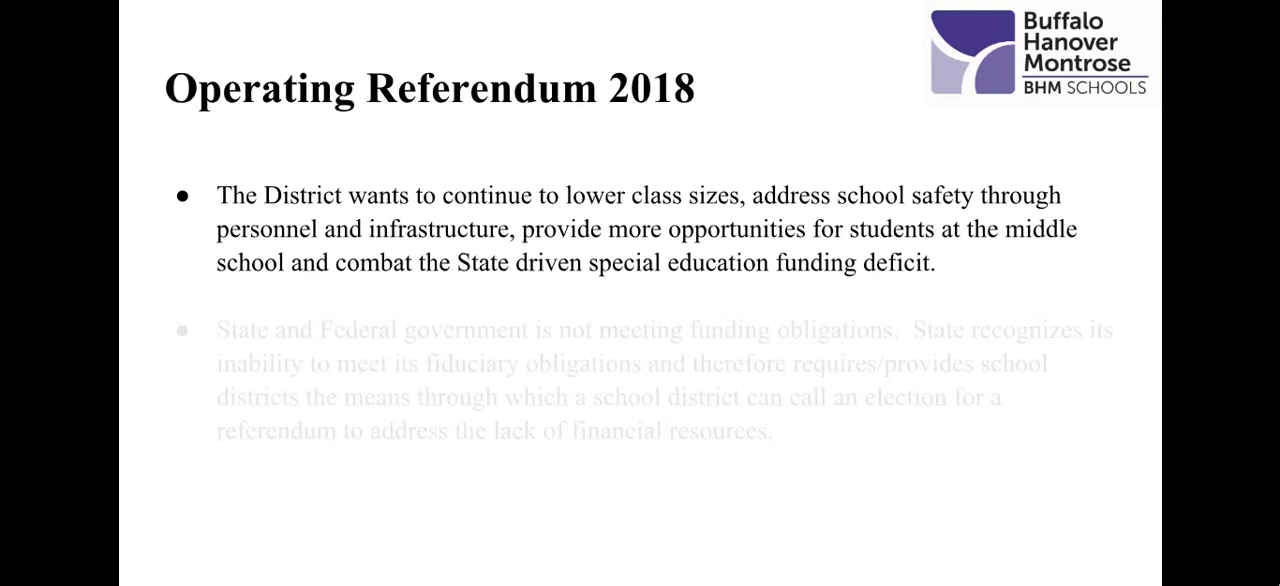 Buffalo
Hanover
Montrose
BHM SCHOOLS
Operating Referendum 2018
● The District wants to continue to lower class sizes, address school safety through
personnel and infrastructure, provide more opportunities for students at the middle
school and combat the State driven special education funding deficit.
● State and Federal government is not meeting funding obligations.  State recognizes its
inability to meet its fiduciary obligations and therefore requires/provides school
districts the means through which a school district can call an election for a
referendum to address the lack of financial resources.